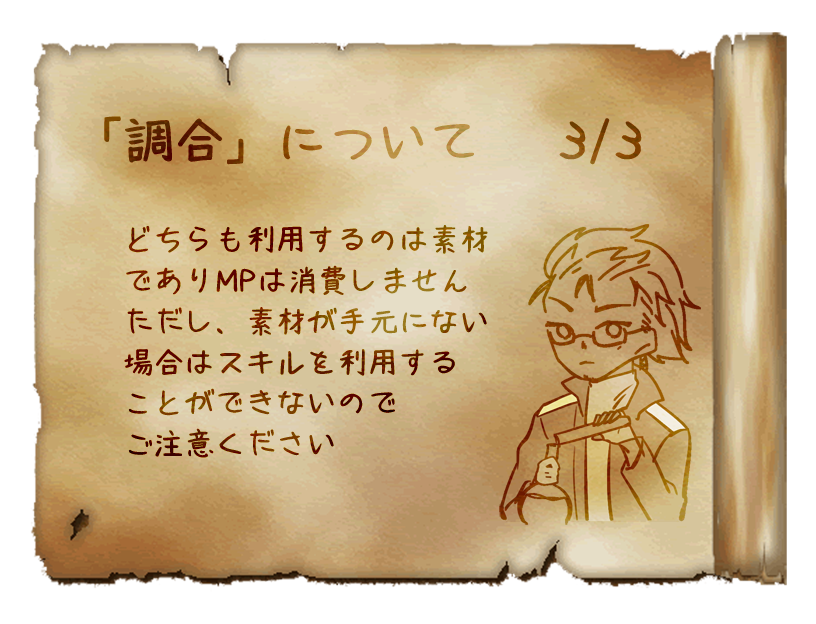 「調合」について 3/3
どちらも利用するのは素材
でありMPは消費しません
ただし、素材が手元にない
場合はスキルを利用する
ことができないので
ご注意ください